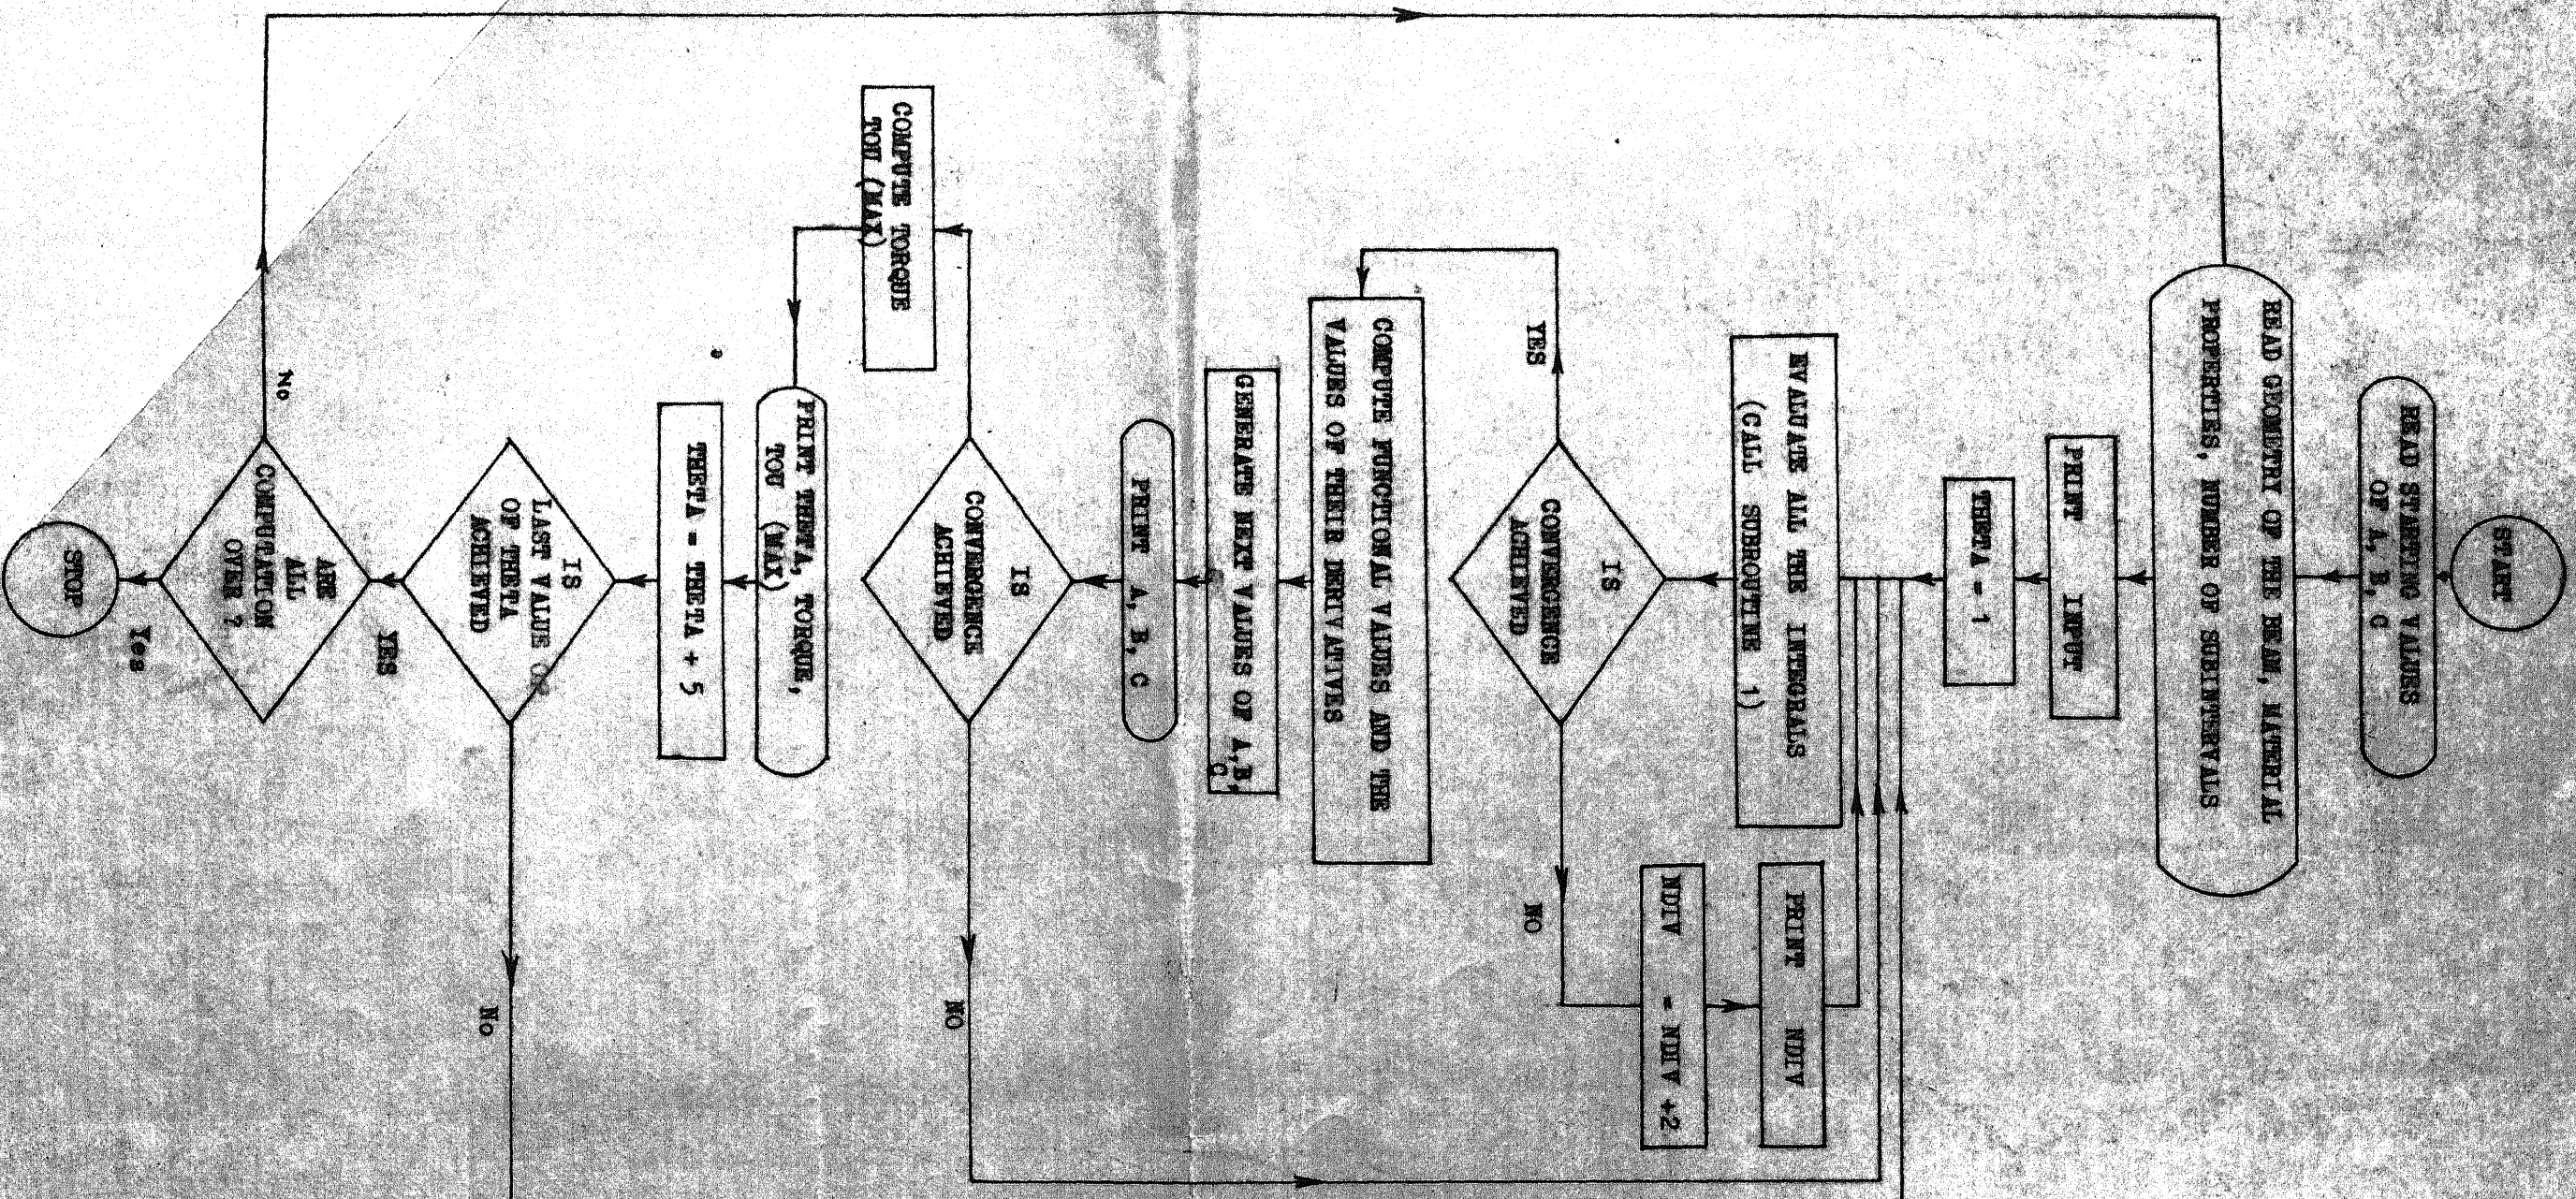 START
READ STARTING VALUES
OF A, B, C
READ GEOMETRY OF THE BEAM, MATERIAL
PROPERTIES, NUMBER OF SUBINTERVALS
PRINT INPUT
THETA = 1
EVALUATE ALL THE INTEGRALS
(CALL SUBROUTINE 1)
IS
CONVERGENCE
ACHIEVED
YES
NO
NDIV = NDIV +2
PRINT NDIV
COMPUTE FUNCTIONAL VALUES AND THE
VALUES OF THEIR DERIVATIVES
GENERATE NEXT VALUES OF A,B,
C
PRINT A, B, C
IS
CONVERGENCE
ACHIEVED
NO
COMPUTE TORQUE
TOU (MAX)
PRINT THETA, TORQUE,
TOU (MAX)
THETA = THETA + 5
IS
LAST VALUE OF
OF THETA
ACHIEVED
YES
No
ARE
ALL
COMPUTATION
OVER ?
No
Yes
STOP